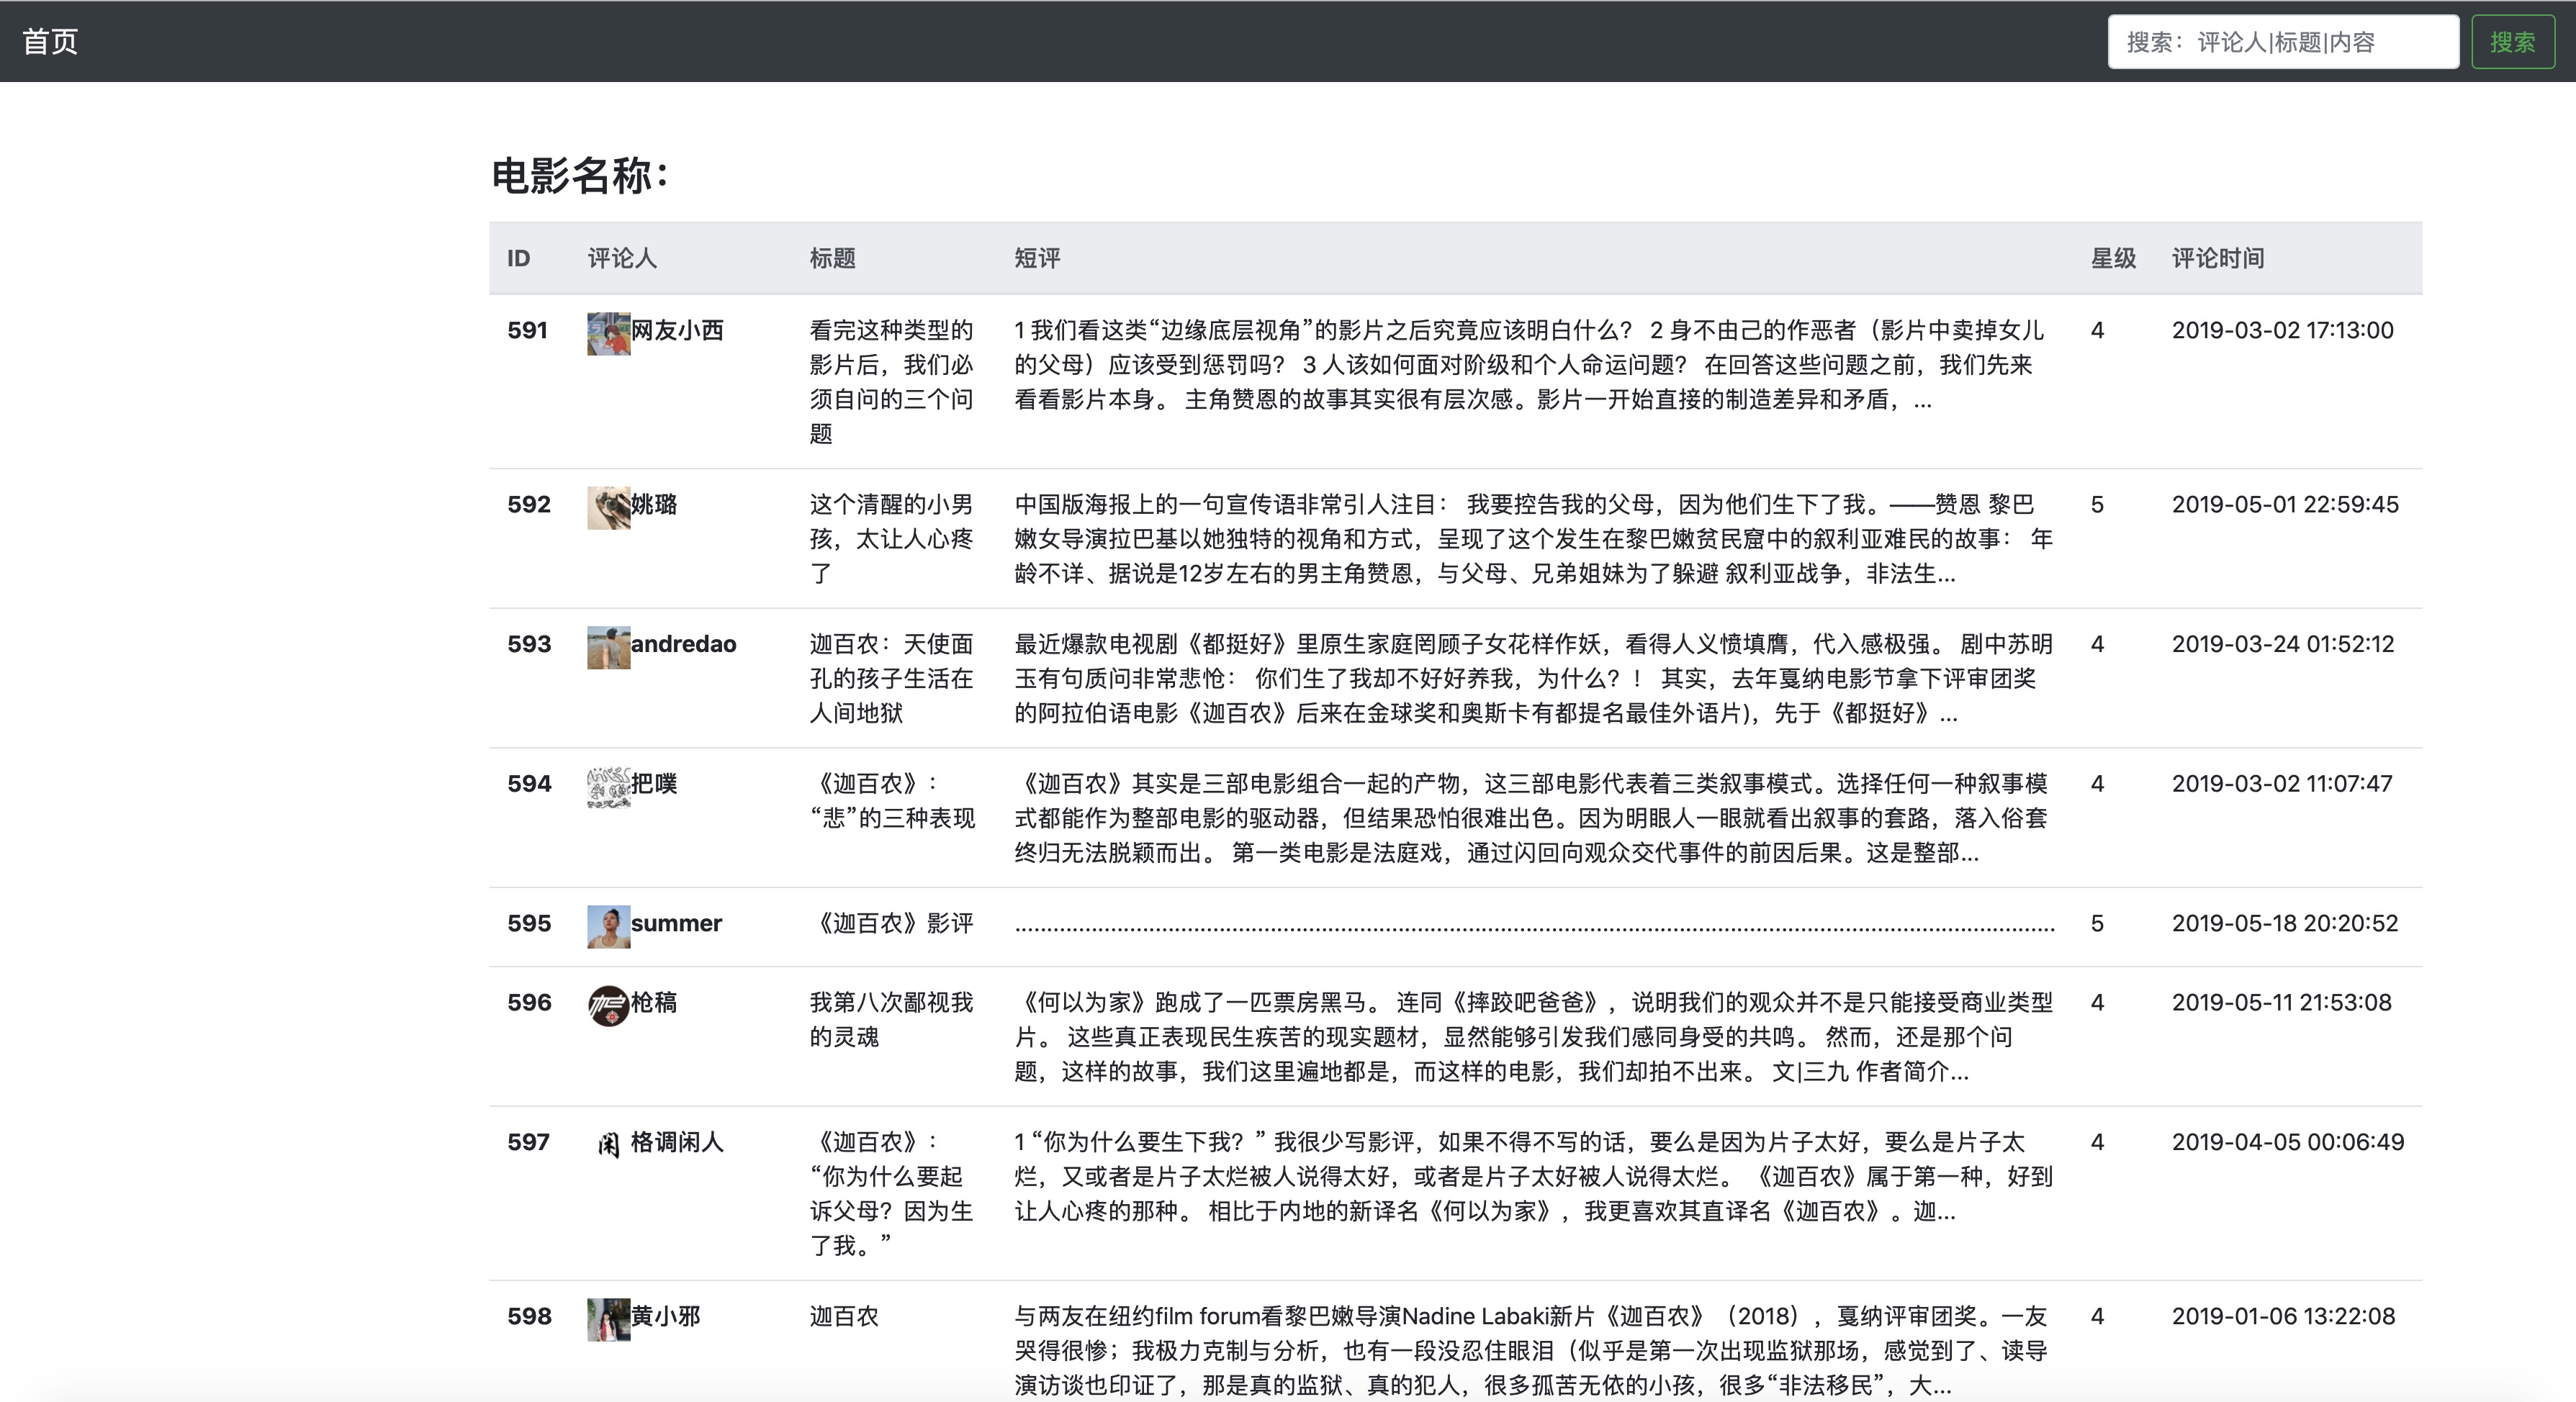 首页
搜索：评论人|标题|内容
搜索
电影名称：
ID 评论人 标题 短评 星级 评论时间
591 网友小西 看完这种类型的 1 我们看这类“边缘底层视角”的影片之后究竟应该明白什么？ 2 身不由己的作恶者（影片中卖掉女儿 4 2019-03-02 17:13:00
影片后，我们必 的父母）应该受到惩罚吗？ 3 人该如何面对阶级和个人命运问题？ 在回答这些问题之前，我们先来
须自问的三个问 看看影片本身。 主角赞恩的故事其实很有层次感。影片一开始直接的制造差异和矛盾，...
题
592 姚璐 这个清醒的小男 中国版海报上的一句宣传语非常引人注目： 我要控告我的父母，因为他们生下了我。——赞恩 黎巴 5 2019-05-01 22:59:45
孩，太让人心疼 嫩女导演拉巴基以她独特的视角和方式，呈现了这个发生在黎巴嫩贫民窟中的叙利亚难民的故事： 年
了 龄不详、据说是12岁左右的男主角赞恩，与父母、兄弟姐妹为了躲避 叙利亚战争，非法生...
593 andredao 迦百农：天使面 最近爆款电视剧《都挺好》里原生家庭罔顾子女花样作妖，看得人义愤填膺，代入感极强。 剧中苏明 4 2019-03-24 01:52:12
孔的孩子生活在 玉有句质问非常悲怆： 你们生了我却不好好养我，为什么？！ 其实，去年戛纳电影节拿下评审团奖
人间地狱 的阿拉伯语电影《迦百农》后来在金球奖和奥斯卡有都提名最佳外语片)，先于《都挺好》...
594 把噗 《迦百农》： 《迦百农》其实是三部电影组合一起的产物，这三部电影代表着三类叙事模式。选择任何一种叙事模 4 2019-03-02 11:07:47
“悲”的三种表现 式都能作为整部电影的驱动器，但结果恐怕很难出色。因为明眼人一眼就看出叙事的套路，落入俗套
终归无法脱颖而出。 第一类电影是法庭戏，通过闪回向观众交代事件的前因后果。这是整部...
595 summer 《迦百农》影评 ........................................................................................................................................................ 5 2019-05-18 20:20:52
596 枪稿 我第八次鄙视我 《何以为家》跑成了一匹票房黑马。 连同《摔跤吧爸爸》，说明我们的观众并不是只能接受商业类型 4 2019-05-11 21:53:08
的灵魂 片。 这些真正表现民生疾苦的现实题材，显然能够引发我们感同身受的共鸣。 然而，还是那个问
题，这样的故事，我们这里遍地都是，而这样的电影，我们却拍不出来。 文|三九 作者简介...
597 闲 格调闲人 《迦百农》： 1 “你为什么要生下我？” 我很少写影评，如果不得不写的话，要么是因为片子太好，要么是片子太 4 2019-04-05 00:06:49
“你为什么要起 烂，又或者是片子太烂被人说得太好，或者是片子太好被人说得太烂。 《迦百农》属于第一种，好到
诉父母？因为生 让人心疼的那种。 相比于内地的新译名《何以为家》，我更喜欢其直译名《迦百农》。迦...
了我。”
598 黄小邪 迦百农 与两友在纽约film forum看黎巴嫩导演Nadine Labaki新片《迦百农》（2018），戛纳评审团奖。一友 4 2019-01-06 13:22:08
哭得很惨；我极力克制与分析，也有一段没忍住眼泪（似乎是第一次出现监狱那场，感觉到了、读导
演访谈也印证了，那是真的监狱、真的犯人，很多孤苦无依的小孩，很多“非法移民”，大...